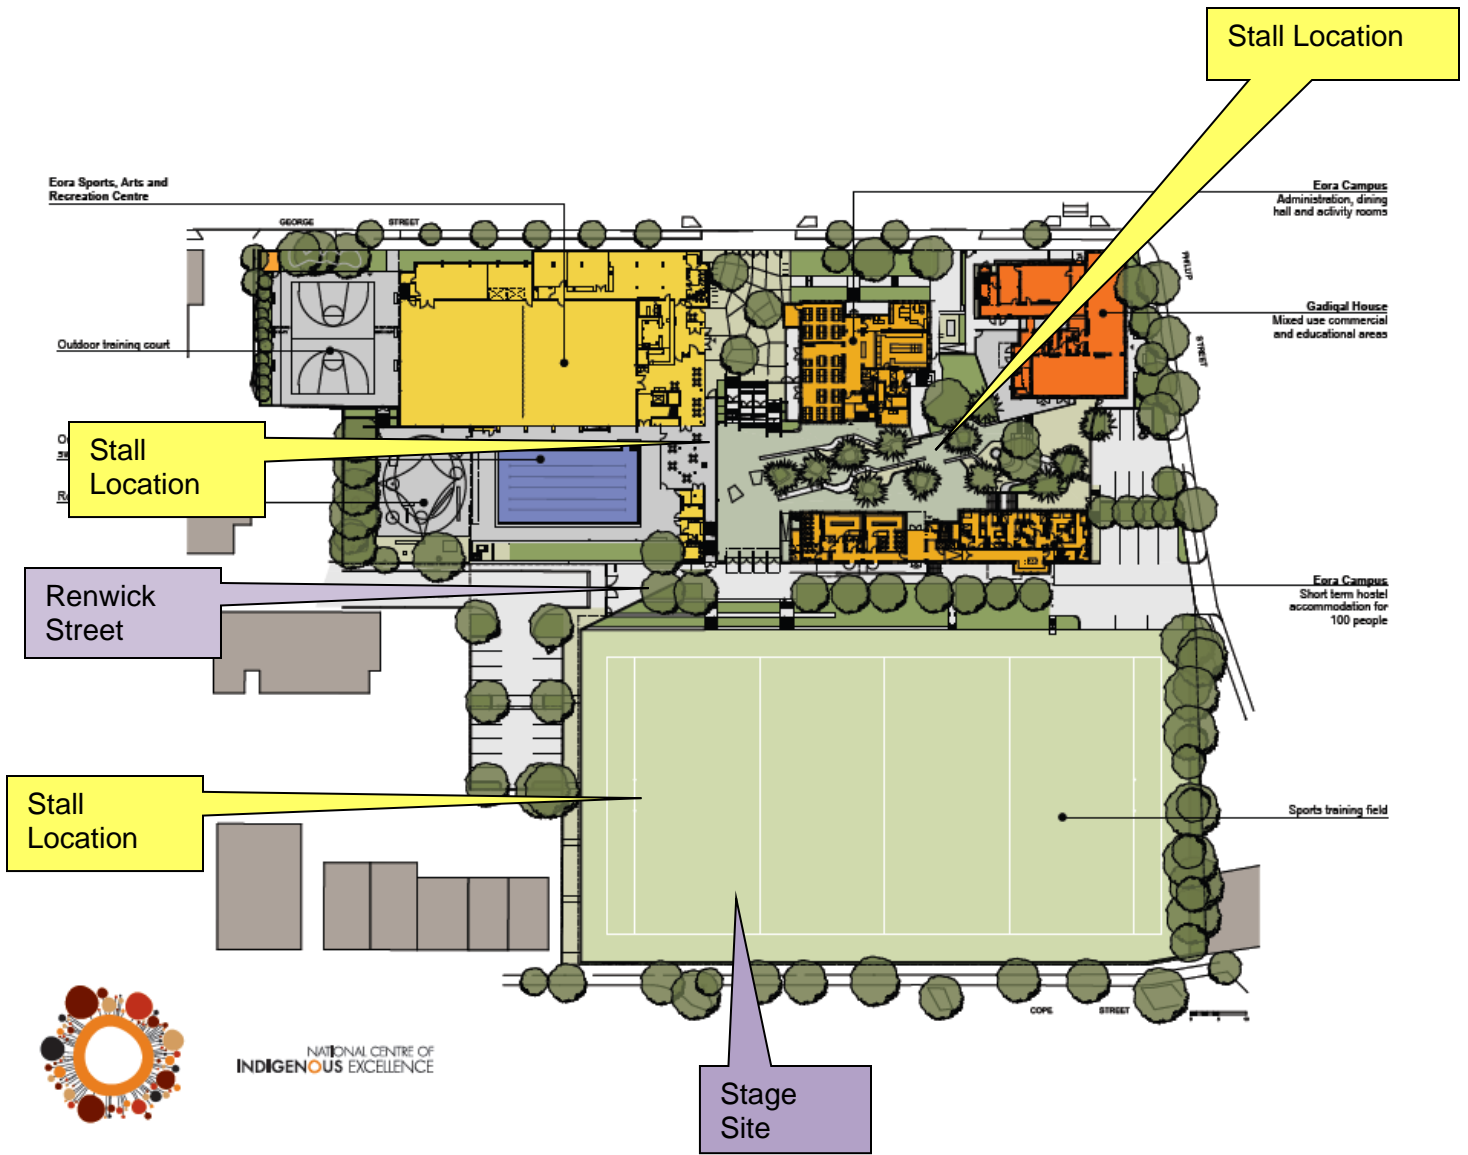 Stall Location
Eora Sports, Arts and
Recreation Centre
Eora Campus
Administration, dining
hall and activity rooms
GEORGE STREET
PHILLIP STREET
Gadigal House
Mixed use commercial
and educational areas
Outdoor training court
Stall
Location
Renwick
Street
Eora Campus
Short term hostel
accommodation for
100 people
Stall
Location
Sports training field
COPE STREET
NATIONAL CENTRE OF
INDIGENOUS EXCELLENCE
Stage
Site